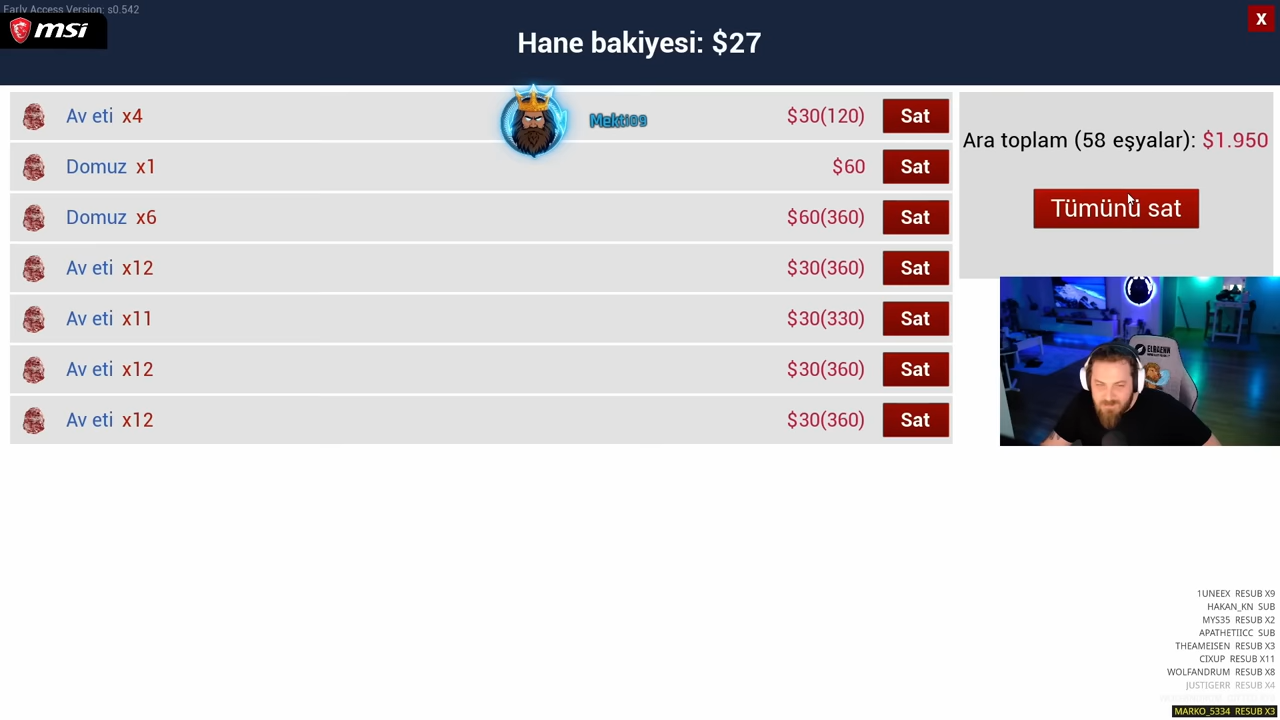 Early Access Version: s0.542
msi
Hane bakiyesi: $27
X
Av eti x4 $30(120) Sat
Mekti09
Domuz x1 $60 Sat
Domuz x6 $60(360) Sat
Av eti x12 $30(360) Sat
Av eti x11 $30(330) Sat
Av eti x12 $30(360) Sat
Av eti x12 $30(360) Sat
Ara toplam (58 eşyalar): $1.950
Tümünü sat
1UNEEX RESUB X9
HAKAN_KN SUB
MYS35 RESUB X2
APATHETIICC SUB
THEAMEISEN RESUB X3
CIXUP RESUB X11
WOLFANDRUM RESUB X8
JUSTIGERR RESUB X4
MARKO_5334 RESUB X3